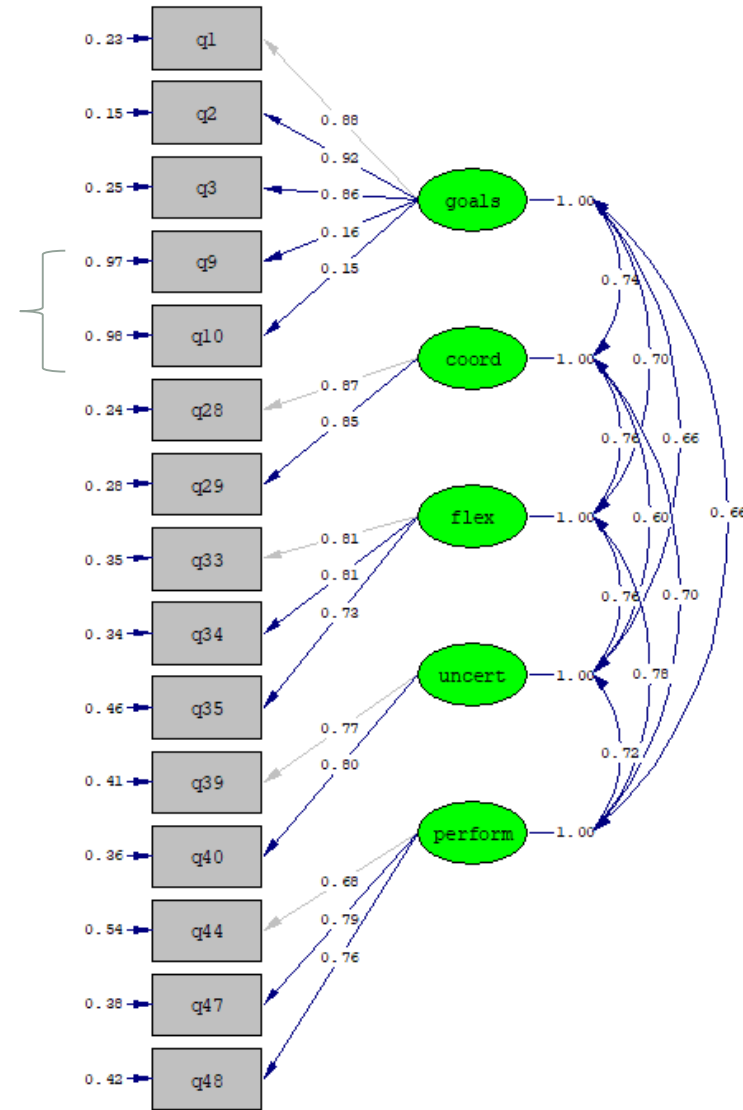 0.23 q1
0.88
0.15 q2
0.92
0.25 q3
0.86
goals 1.00
0.16
0.97 q9
0.15
0.74
0.98 q10
coord 1.00
0.70
0.87
0.24 q28
0.85
0.76
0.66
0.28 q29
flex 1.00
0.60
0.66
0.81
0.35 q33
0.81
0.76
0.70
0.73
0.34 q34
uncert 1.00
0.78
0.46 q35
0.77
0.72
0.41 q39
0.80
perform 1.00
0.36 q40
0.68
0.54 q44
0.79
0.76
0.38 q47
0.42 q48